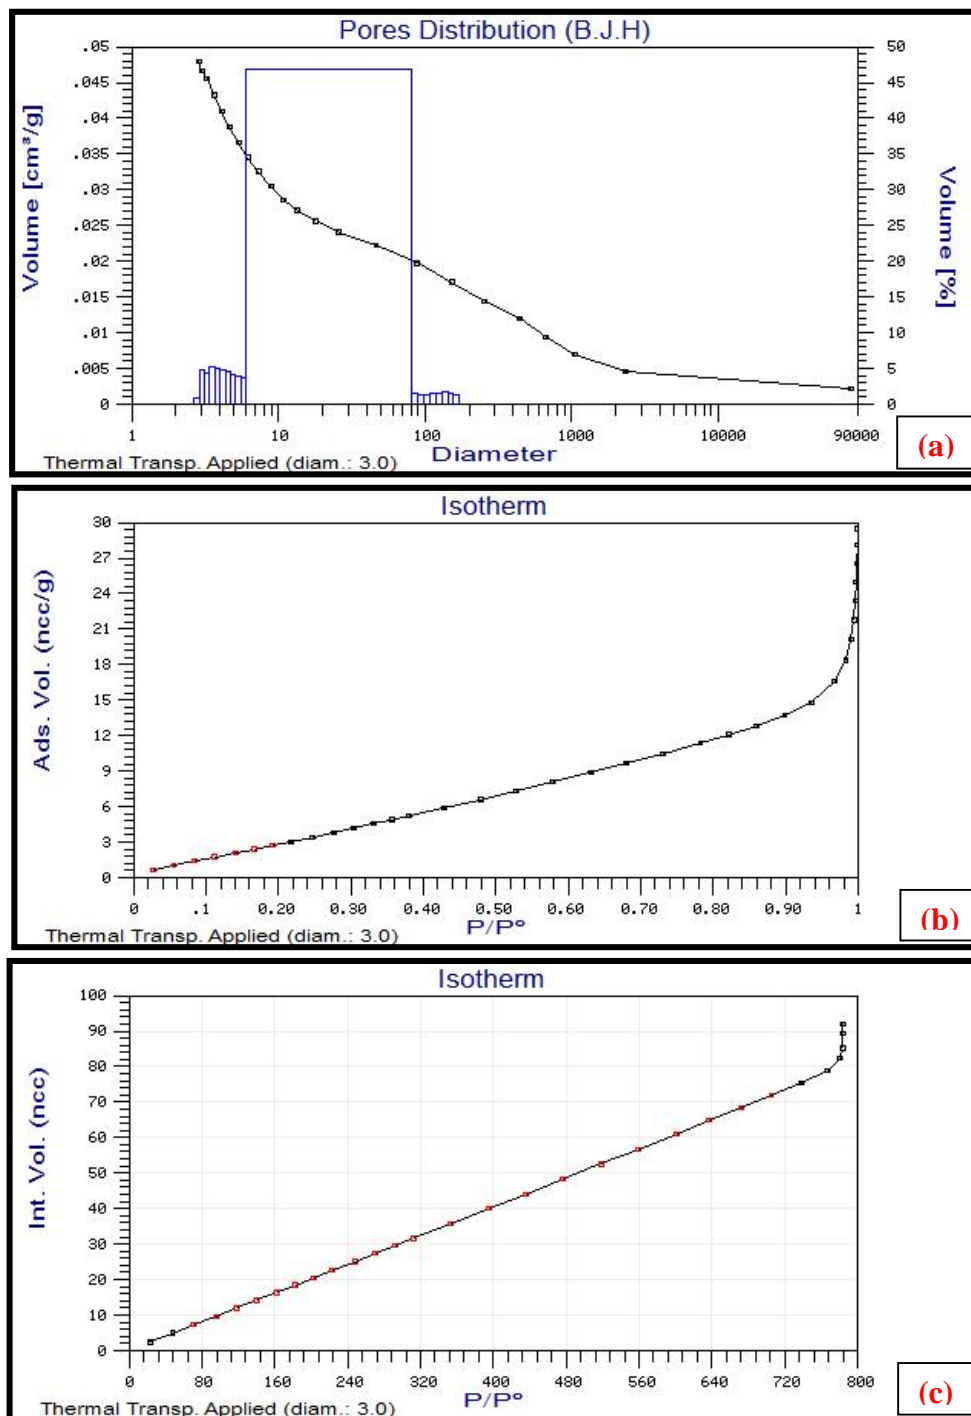 Pores Distribution (B.J.H)
Volume [cm³/g]
.05
.045
.04
.035
.03
.025
.02
.015
.01
.005
0
50
45
40
35
30
25
20
15
10
5
0
Volume [%]
1 10 100 1000 10000 90000
Diameter
Thermal Transp. Applied (diam.: 3.0)
(a)
Isotherm
Ads. Vol. (ncc/g)
30
27
24
21
18
15
12
9
6
3
0
0 .1 0.20 0.30 0.40 0.50 0.60 0.70 0.80 0.90 1
P/Pº
Thermal Transp. Applied (diam.: 3.0)
(b)
Isotherm
Int. Vol. (ncc)
100
90
80
70
60
50
40
30
20
10
0
0 80 160 240 320 400 480 560 640 720 800
P/Pº
Thermal Transp. Applied (diam.: 3.0)
(c)